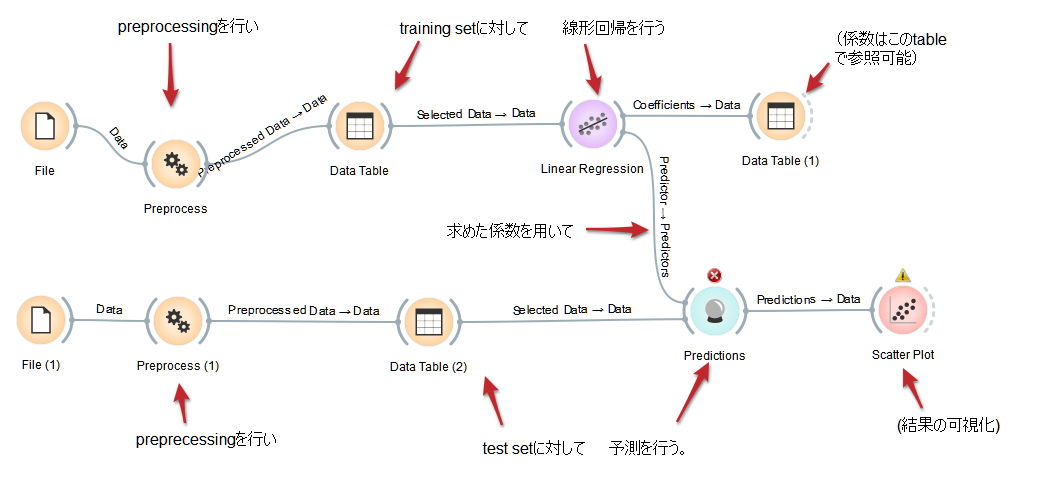 preprocessingを行い
training setに対して
線形回帰を行う
（係数はこのtable
で参照可能）
Data
Preprocessed Data → Data
Selected Data → Data
Coefficients → Data
File
Preprocess
Data Table
Linear Regression
Data Table (1)
求めた係数を用いて
Predictor → Predictors
Data
Preprocessed Data → Data
Selected Data → Data
Predictions → Data
File (1)
Preprocess (1)
Data Table (2)
Predictions
Scatter Plot
preprecessingを行い
test setに対して
予測を行う。
(結果の可視化)